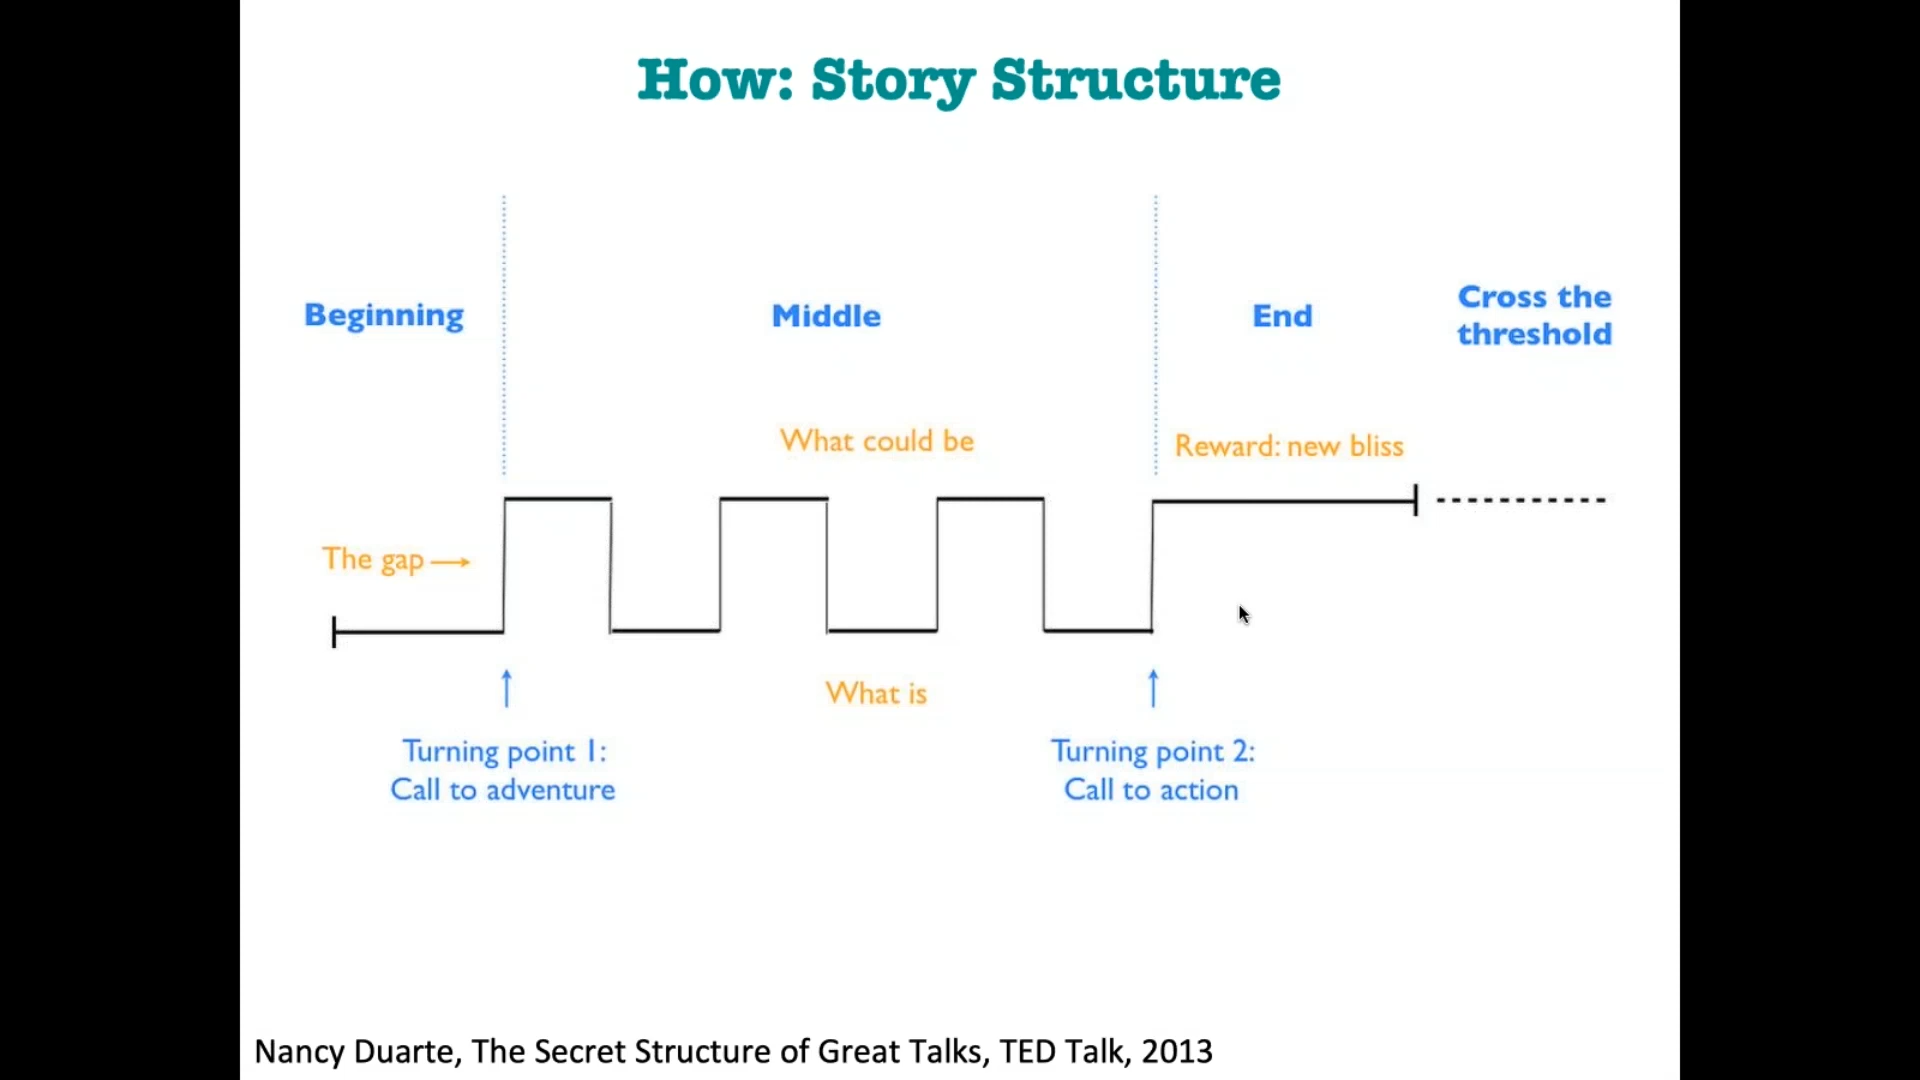 How: Story Structure
Beginning
Middle
End
Cross the
threshold
What could be
Reward: new bliss
The gap
What is
Turning point 1:
Call to adventure
Turning point 2:
Call to action
Nancy Duarte, The Secret Structure of Great Talks, TED Talk, 2013